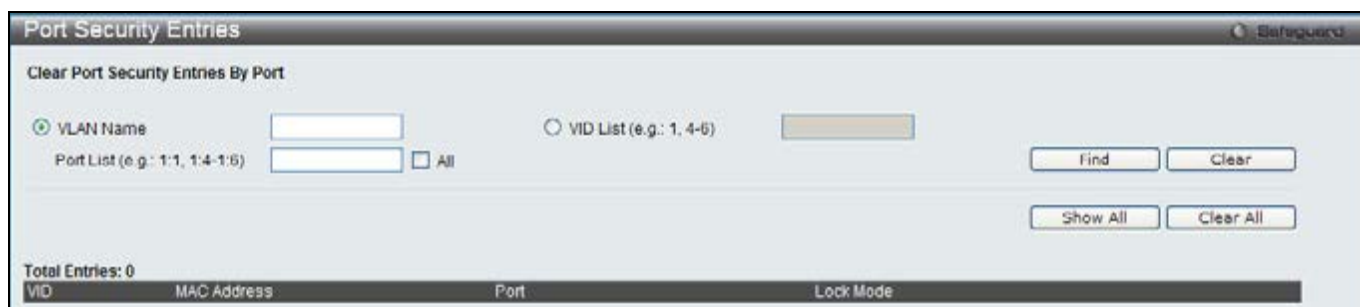 Port Security Entries
Safeguard
Clear Port Security Entries By Port
VLAN Name
VID List (e.g.: 1, 4-6)
Port List (e.g.: 1:1, 1:4-1:6)
All
Find
Clear
Show All
Clear All
Total Entries: 0
VID MAC Address Port Lock Mode